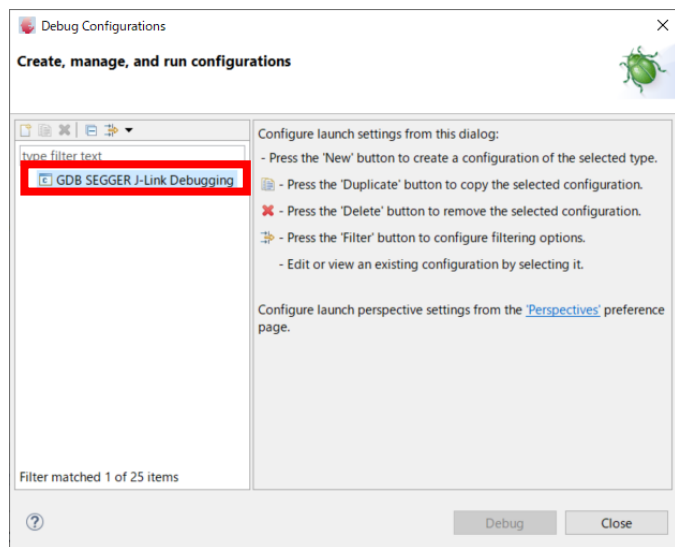 Debug Configurations
Create, manage, and run configurations
type filter text
GDB SEGGER J-Link Debugging
Filter matched 1 of 25 items
Configure launch settings from this dialog:
- Press the 'New' button to create a configuration of the selected type.
- Press the 'Duplicate' button to copy the selected configuration.
- Press the 'Delete' button to remove the selected configuration.
- Press the 'Filter' button to configure filtering options.
- Edit or view an existing configuration by selecting it.
Configure launch perspective settings from the 'Perspectives' preference
page.
Debug
Close